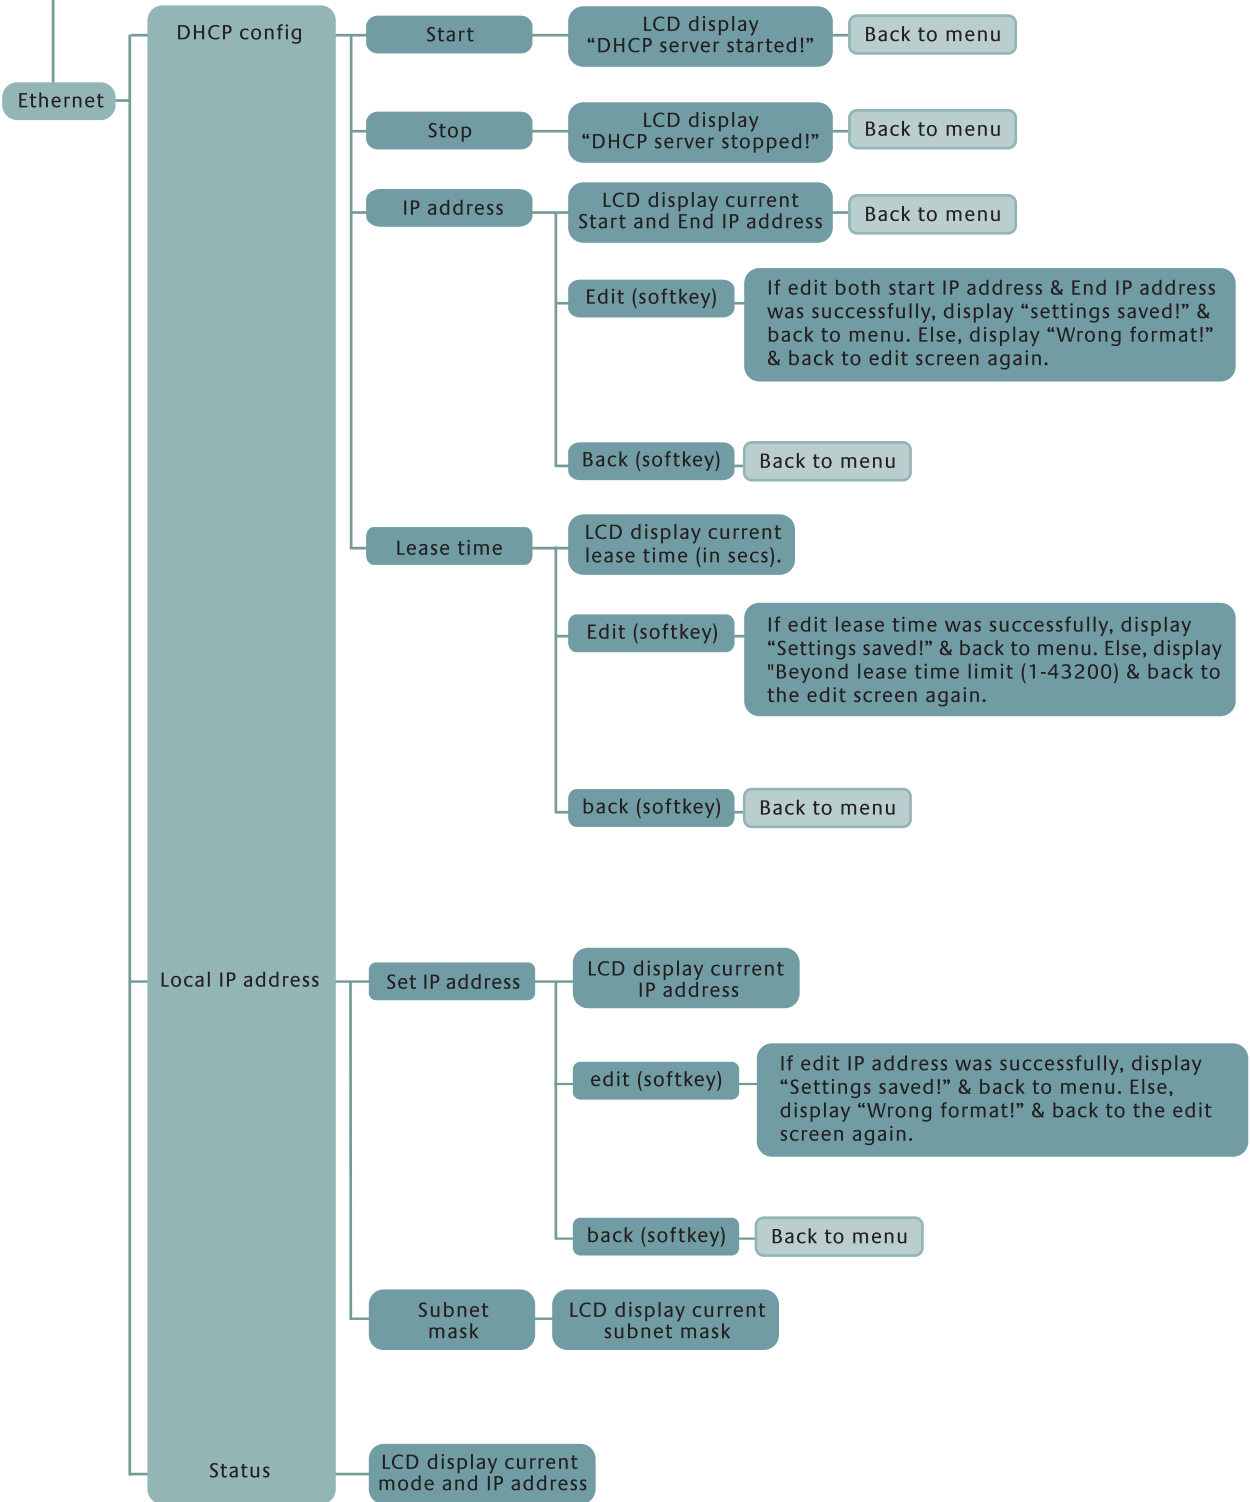 Ethernet
DHCP config
Start
LCD display
“DHCP server started!”
Back to menu
Stop
LCD display
“DHCP server stopped!”
Back to menu
IP address
LCD display current
Start and End IP address
Back to menu
Edit (softkey)
If edit both start IP address & End IP address
was successfully, display “settings saved!” &
back to menu. Else, display “Wrong format!”
& back to edit screen again.
Back (softkey)
Back to menu
Lease time
LCD display current
lease time (in secs).
Edit (softkey)
If edit lease time was successfully, display
“Settings saved!” & back to menu. Else, display
"Beyond lease time limit (1-43200) & back to
the edit screen again.
back (softkey)
Back to menu
Local IP address
Set IP address
LCD display current
IP address
edit (softkey)
If edit IP address was successfully, display
“Settings saved!” & back to menu. Else,
display “Wrong format!” & back to the edit
screen again.
back (softkey)
Back to menu
Subnet
mask
LCD display current
subnet mask
Status
LCD display current
mode and IP address